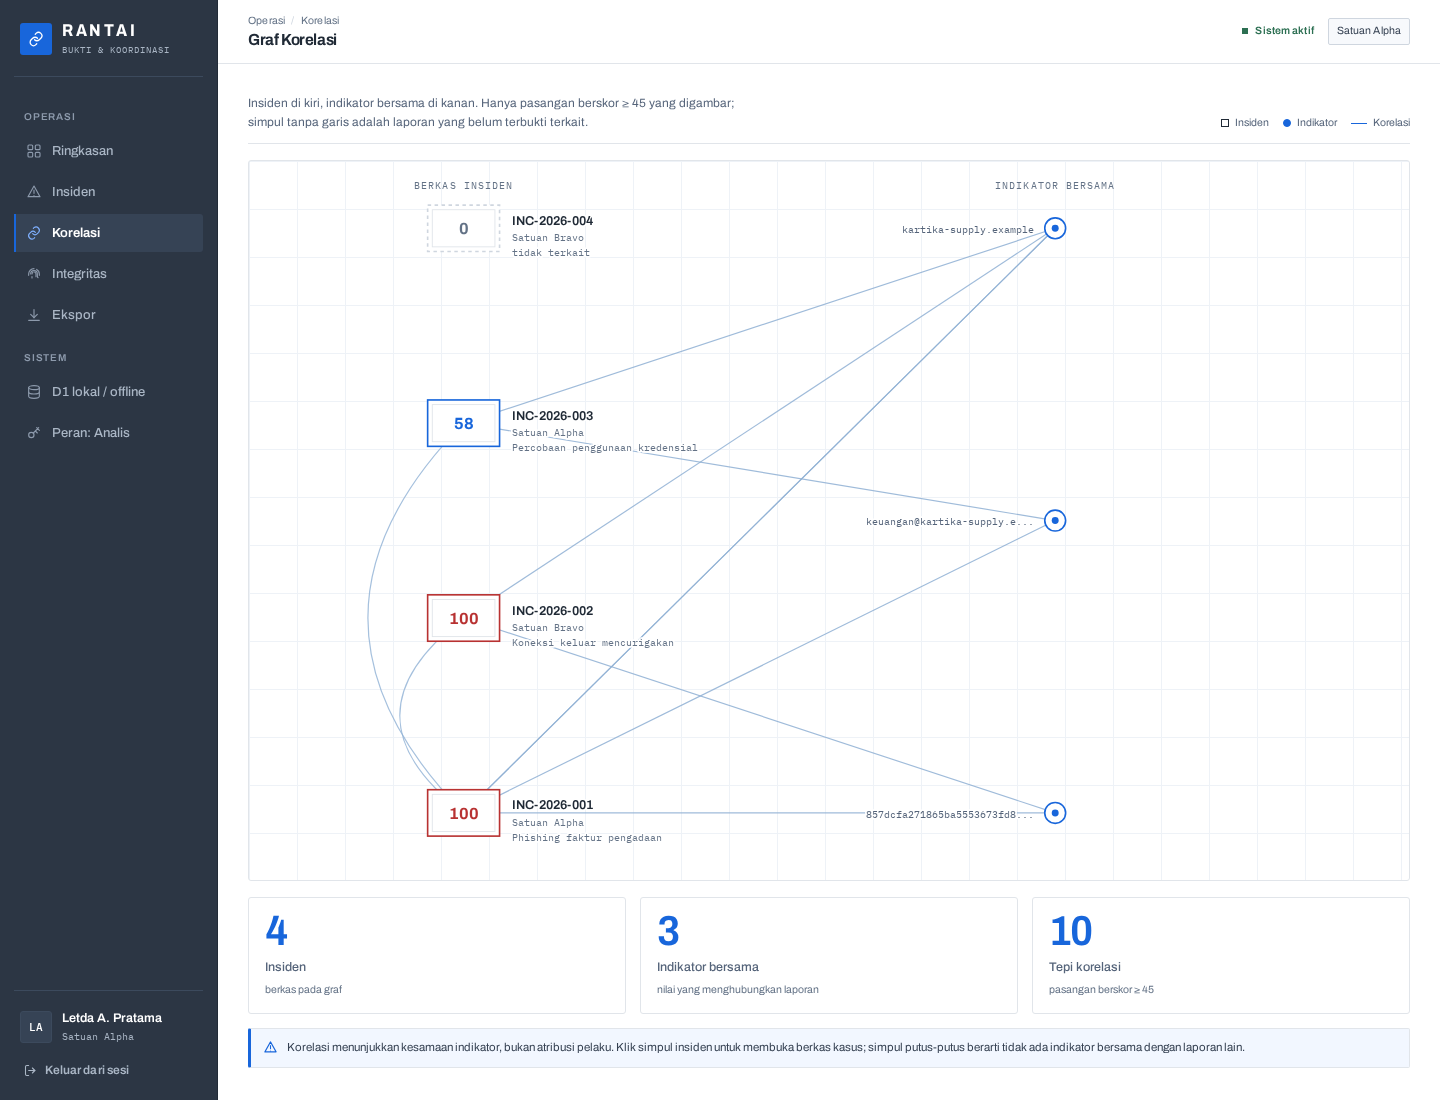 RANTAI
BUKTI & KOORDINASI
OPERASI
Ringkasan
Insiden
Korelasi
Integritas
Ekspor
SISTEM
D1 lokal / offline
Peran: Analis
LA
Letda A. Pratama
Satuan Alpha
Keluar dari sesi
Operasi / Korelasi
Graf Korelasi
Sistem aktif
Satuan Alpha
Insiden di kiri, indikator bersama di kanan. Hanya pasangan berskor ≥ 45 yang digambar;
simpul tanpa garis adalah laporan yang belum terbukti terkait.
Insiden
Indikator
Korelasi
BERKAS INSIDEN
INDIKATOR BERSAMA
0
INC-2026-004
Satuan Bravo
tidak terkait
kartika-supply.example
58
INC-2026-003
Satuan Alpha
Percobaan penggunaan kredensial
keuangan@kartika-supply.e...
100
INC-2026-002
Satuan Bravo
Koneksi keluar mencurigakan
100
INC-2026-001
Satuan Alpha
Phishing faktur pengadaan
857dcfa271865ba5553673fd8...
4
Insiden
berkas pada graf
3
Indikator bersama
nilai yang menghubungkan laporan
10
Tepi korelasi
pasangan berskor ≥ 45
Korelasi menunjukkan kesamaan indikator, bukan atribusi pelaku. Klik simpul insiden untuk membuka berkas kasus; simpul putus-putus berarti tidak ada indikator bersama dengan laporan lain.